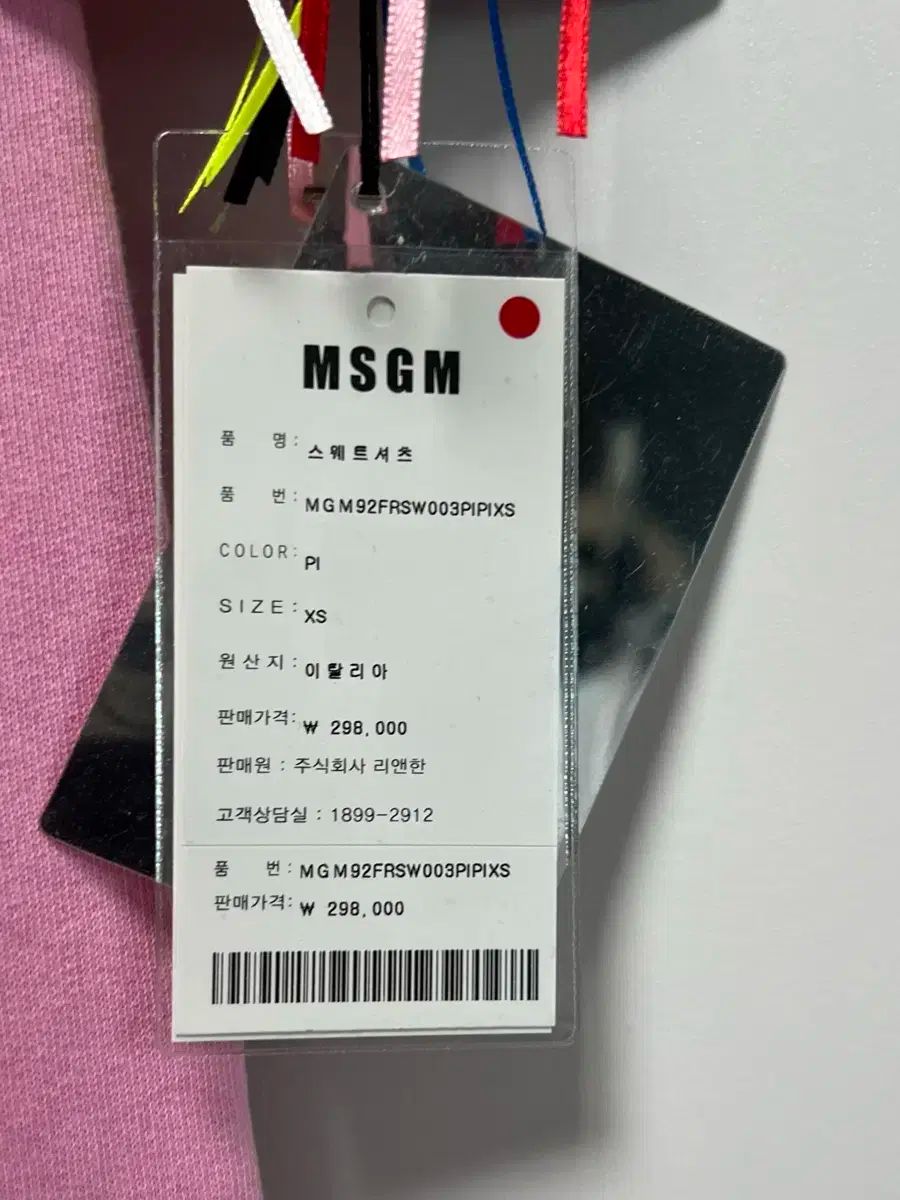 MSGM
품 명: 스웨트셔츠
품 번: MGM92FRSW003PIPIXS
COLOR: PI
SIZE: XS
원산지: 이탈리아
판매가격: ₩ 298,000
판매원 : 주식회사 리앤한
고객상담실 : 1899-2912
품 번: MGM92FRSW003PIPIXS
판매가격: ₩ 298,000